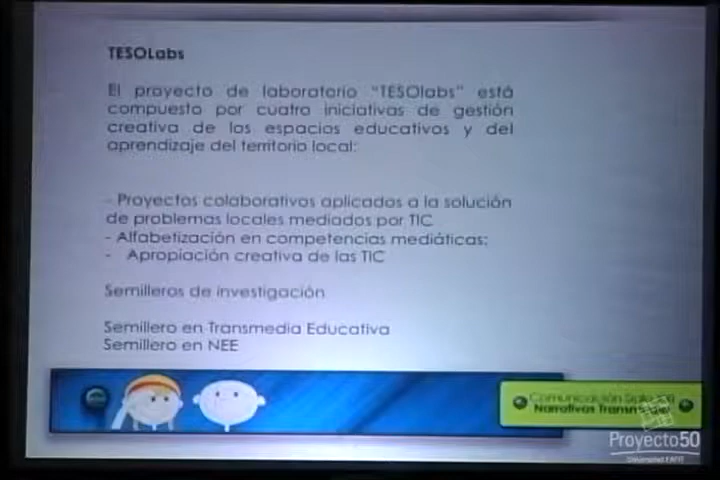 TESOLabs
El proyecto de laboratorio "TESOlabs" está
compuesto por cuatro iniciativas de gestión
creativa de los espacios educativos y del
aprendizaje del territorio local:
- Proyectos colaborativos aplicados a la solución
de problemas locales mediados por TIC
- Alfabetización en competencias mediáticas:
- Apropiación creativa de las TIC
Semilleros de investigación
Semillero en Transmedia Educativa
Semillero en NEE
Comunicación
Narrativas
Proyecto50
Universidad EAFIT